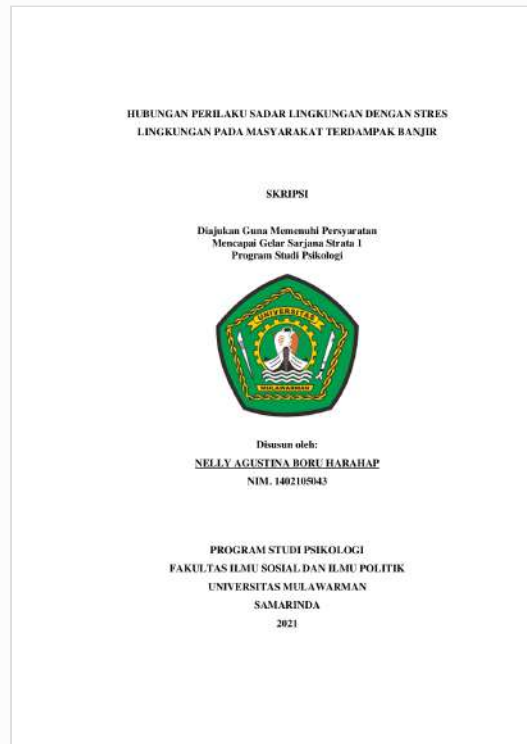 HUBUNGAN PERILAKU SADAR LINGKUNGAN DENGAN STRES
LINGKUNGAN PADA MASYARAKAT TERDAMPAK BANJIR
SKRIPSI
Diajukan Guna Memenuhi Persyaratan
Mencapai Gelar Sarjana Strata 1
Program Studi Psikologi
UNIVERSITAS
MULAWARMAN
Disusun oleh:
NELLY AGUSTINA BORU HARAHAP
NIM. 1402105043
PROGRAM STUDI PSIKOLOGI
FAKULTAS ILMU SOSIAL DAN ILMU POLITIK
UNIVERSITAS MULAWARMAN
SAMARINDA
2021